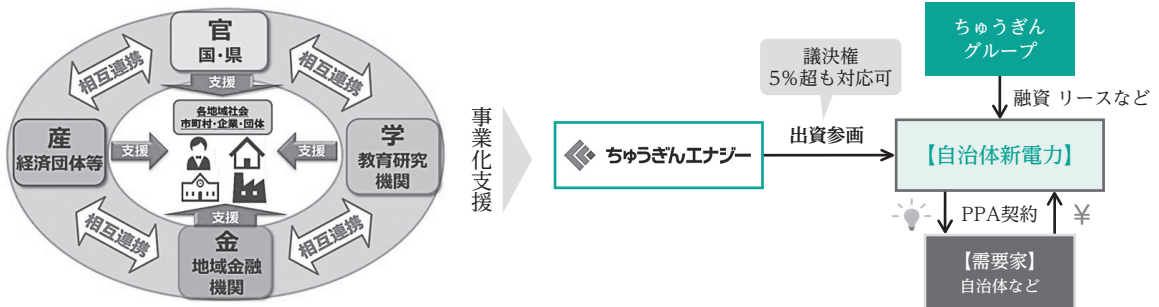 官
国・県
相互連携
相互連携
支援
各地域社会
市町村・企業・団体
産
経済団体等
支援
支援
学
教育研究
機関
支援
相互連携
相互連携
金
地域金融
機関
事業化支援
ちゅうぎんエナジー
議決権
5%超も対応可
出資参画
ちゅうぎん
グループ
融資 リースなど
【自治体新電力】
PPA契約
¥
【需要家】
自治体など